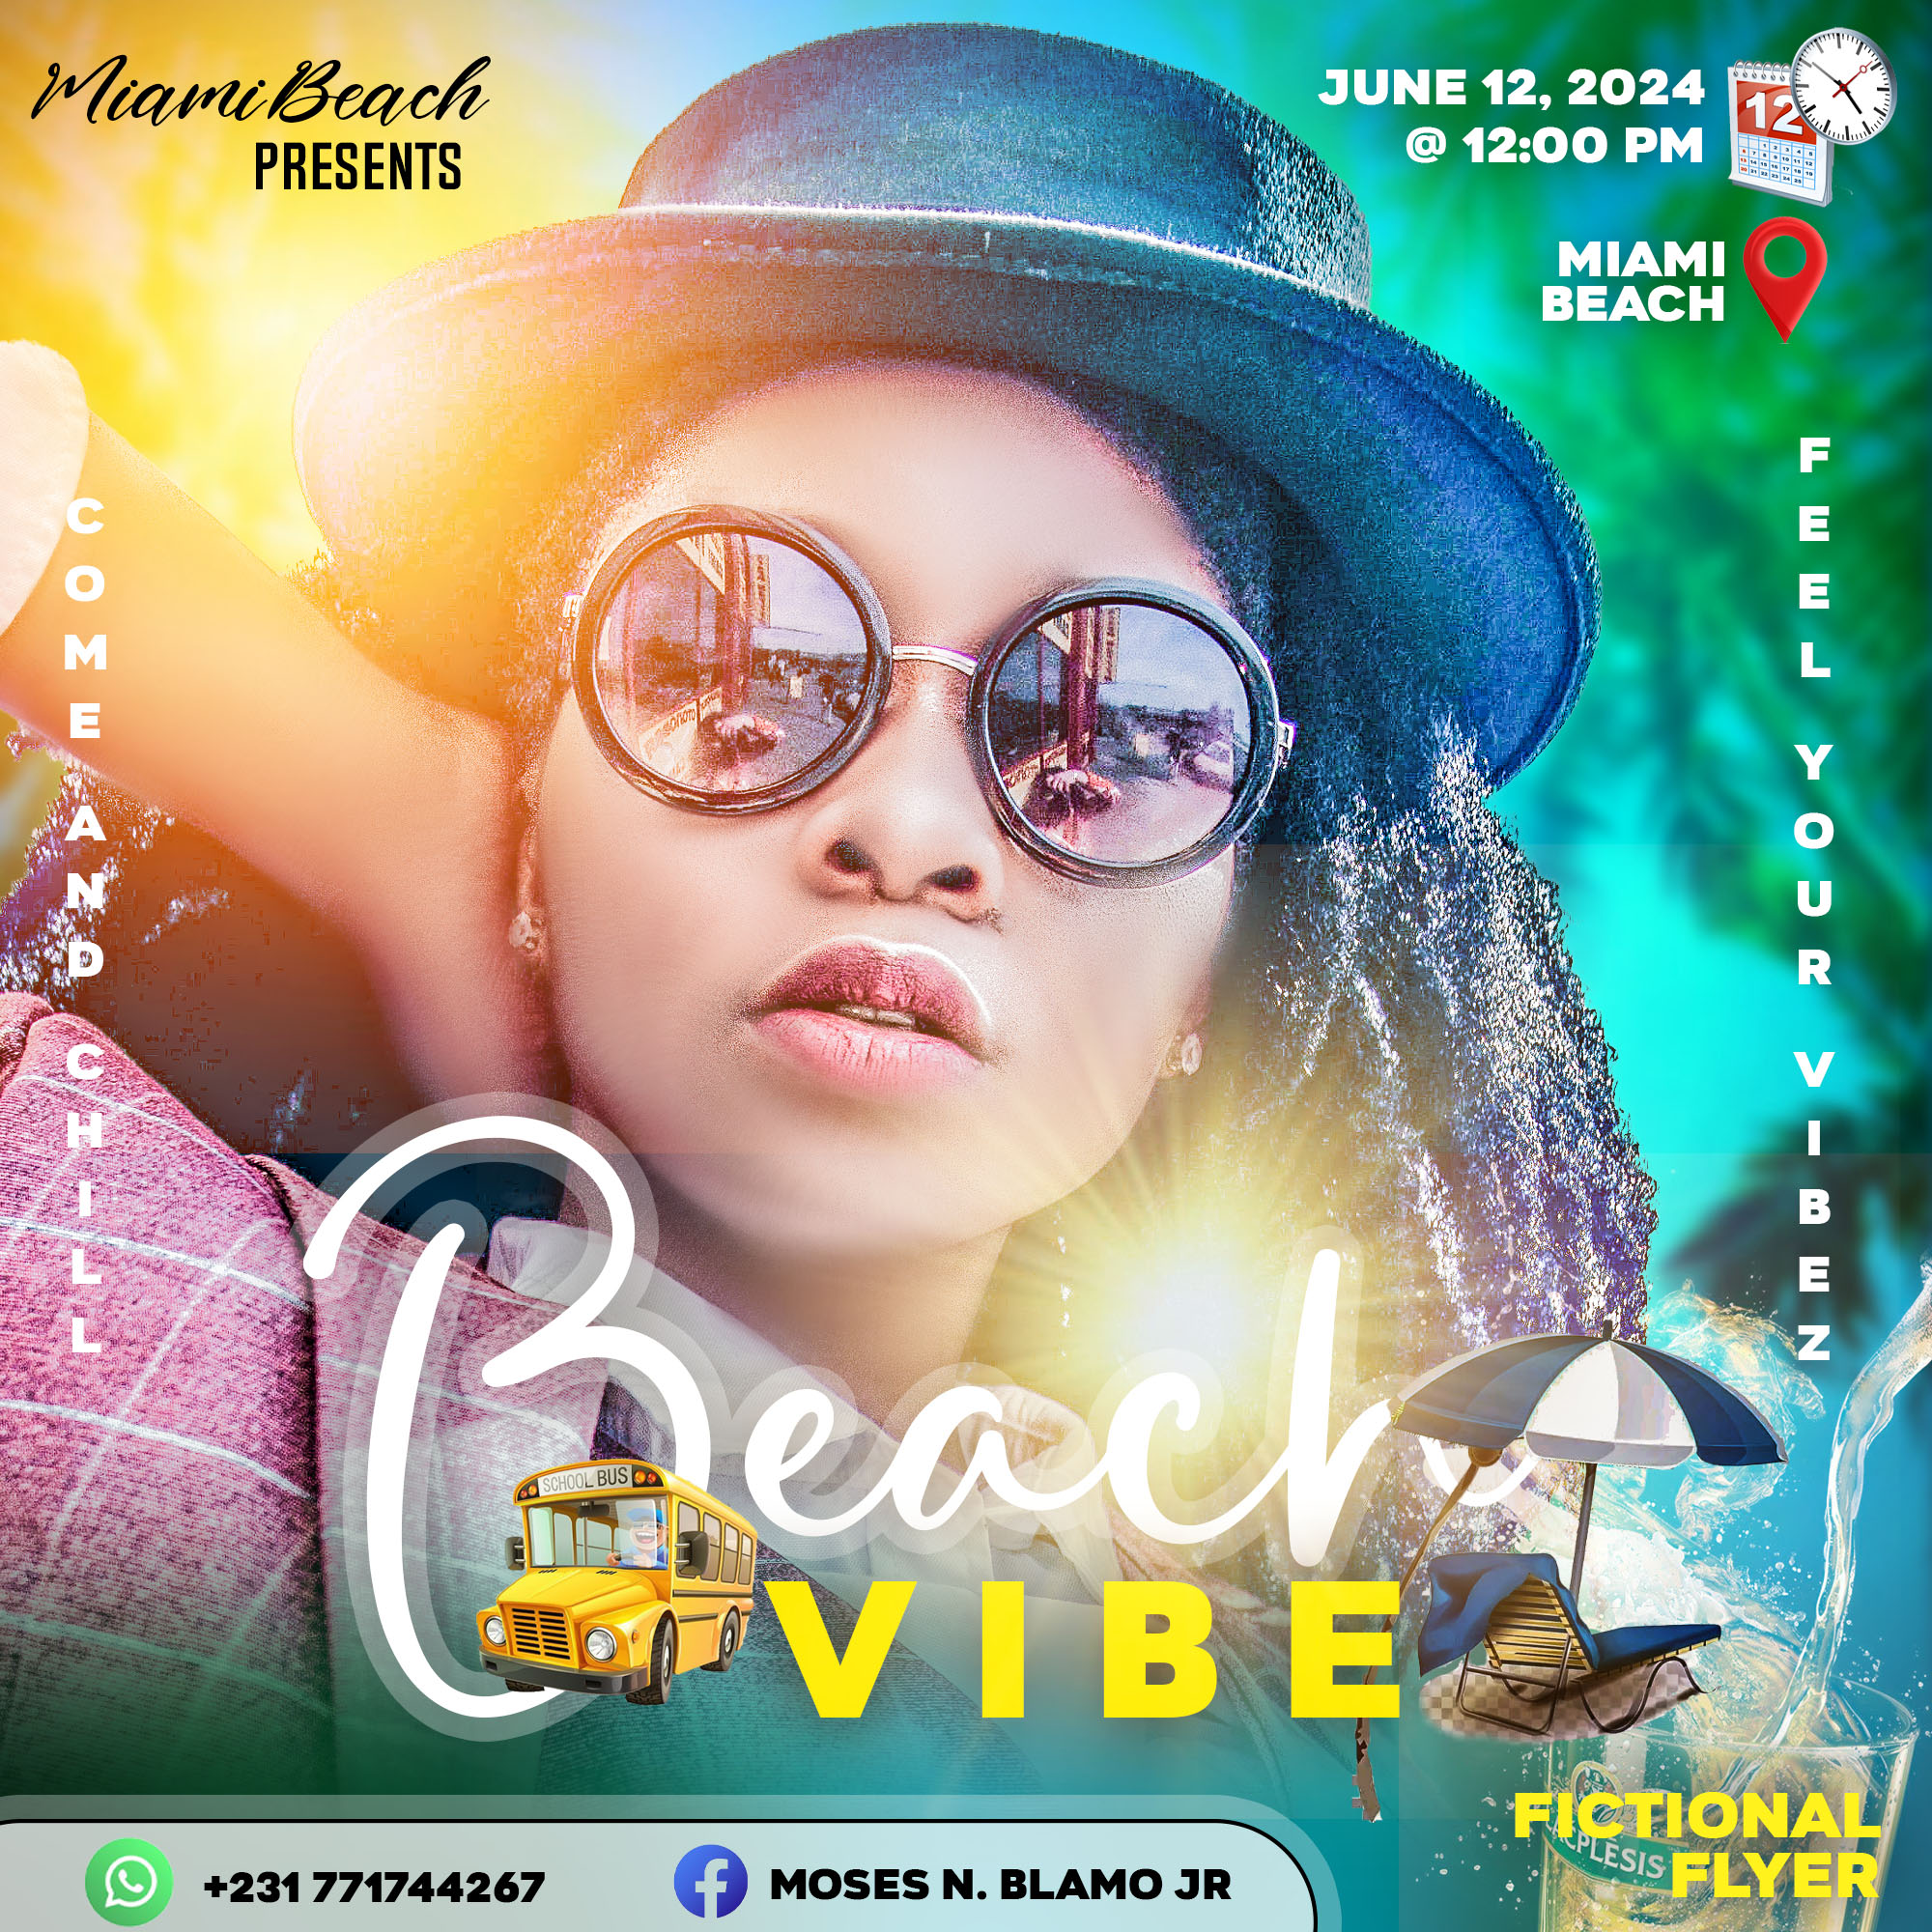 Miami Beach
PRESENTS
JUNE 12, 2024
@ 12:00 PM
12
MIAMI
BEACH
COME AND CHILL
FEEL YOUR VIBEZ
Beach
SCHOOL BUS
VIBE
FICTIONAL
FLYER
+231 771744267
MOSES N. BLAMO JR